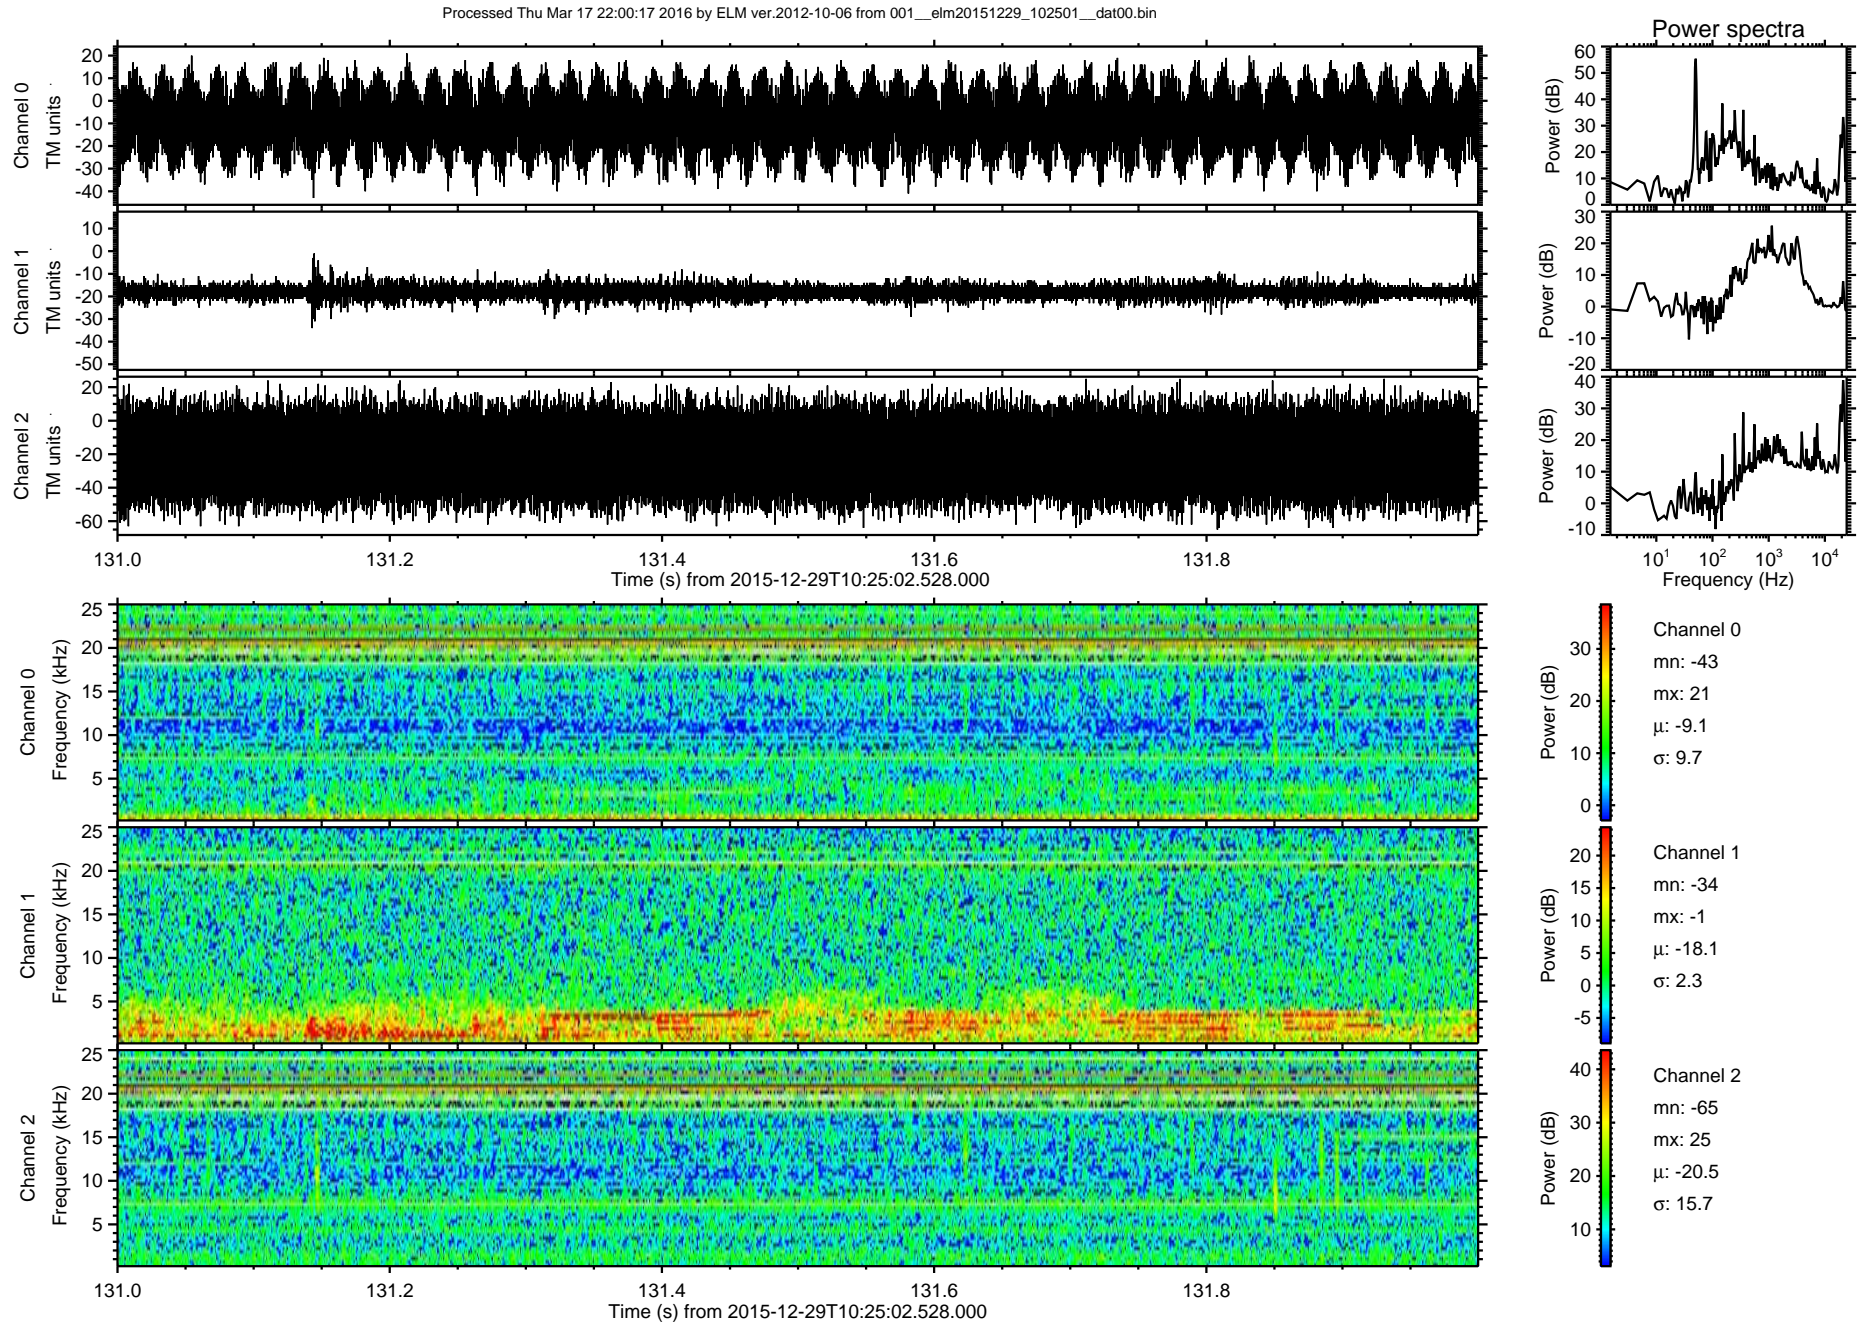 Processed Thu Mar 17 22:00:17 2016 by ELM ver.2012-10-06 from 001__elm20151229_102501__dat00.bin
Power spectra
Channel 0
TM units
20
10
0
-10
-20
-30
-40
Power (dB)
60
50
40
30
20
10
0
Channel 1
TM units
10
0
-10
-20
-30
-40
-50
Power (dB)
30
20
10
0
-10
-20
Channel 2
TM units
20
0
-20
-40
-60
Power (dB)
40
30
20
10
0
-10
131.0 131.2 131.4 131.6 131.8
Time (s) from 2015-12-29T10:25:02.528.000
10¹ 10² 10³ 10⁴
Frequency (Hz)
Channel 0
Frequency (kHz)
25
20
15
10
5
Power (dB)
30
20
10
0
Channel 0
mn: -43
mx: 21
μ: -9.1
σ: 9.7
Channel 1
Frequency (kHz)
25
20
15
10
5
Power (dB)
20
15
10
5
0
-5
Channel 1
mn: -34
mx: -1
μ: -18.1
σ: 2.3
Channel 2
Frequency (kHz)
25
20
15
10
5
Power (dB)
40
30
20
10
Channel 2
mn: -65
mx: 25
μ: -20.5
σ: 15.7
131.0 131.2 131.4 131.6 131.8
Time (s) from 2015-12-29T10:25:02.528.000